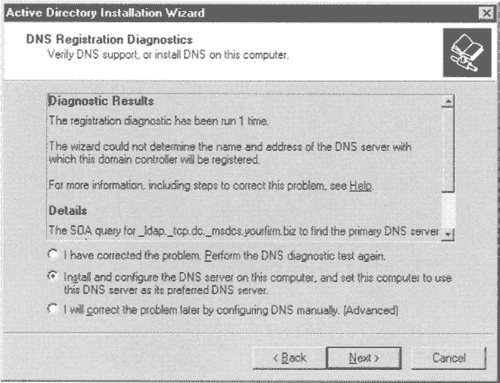 Active Directory Installation Wizard
DNS Registration Diagnostics
Verify DNS support, or install DNS on this computer.
Diagnostic Results
The registration diagnostic has been run 1 time.
The wizard could not determine the name and address of the DNS server with
which this domain controller will be registered.
For more information, including steps to correct this problem, see Help.
Details
The SOA query for _ldap._tcp.dc._msdcs.yourfirm.biz to find the primary DNS server
I have corrected the problem. Perform the DNS diagnostic test again.
Install and configure the DNS server on this computer, and set this computer to use
this DNS server as its preferred DNS server.
I will correct the problem later by configuring DNS manually. (Advanced)
< Back
Next >
Cancel